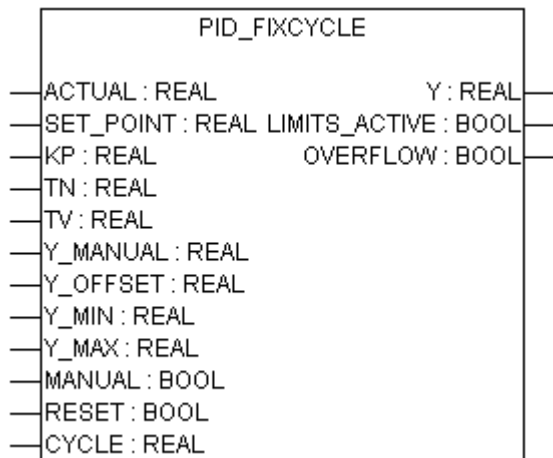 PID_FIXCYCLE
ACTUAL : REAL Y : REAL
SET_POINT : REAL LIMITS_ACTIVE : BOOL
KP : REAL OVERFLOW : BOOL
TN : REAL
TV : REAL
Y_MANUAL : REAL
Y_OFFSET : REAL
Y_MIN : REAL
Y_MAX : REAL
MANUAL : BOOL
RESET : BOOL
CYCLE : REAL